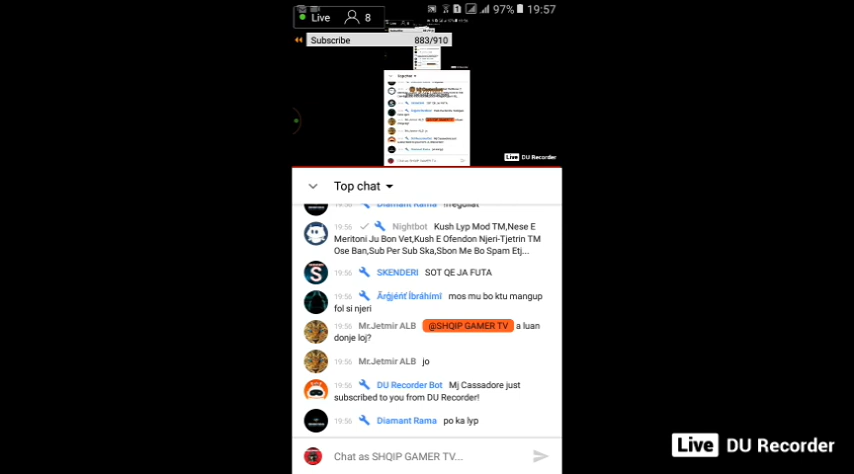 97% 19:57
Live 8
Subscribe 883/910
Top chat
Live DU Recorder
Top chat
Diamant Rama rregullat
19:56 Nightbot Kush Lyp Mod TM,Nese E
Meritoni Ju Bon Vet,Kush E Ofendon Njeri-Tjetrin TM
Ose Ban,Sub Per Sub Ska,Sbon Me Bo Spam Etj...
19:56 SKENDERI SOT QE JA FUTA
19:56 Ãrģjéńť Íbráhimî mos mu bo ktu mangup
fol si njeri
19:56 Mr.Jetmir ALB @SHQIP GAMER TV a luan
donje loj?
19:56 Mr.Jetmir ALB jo
19:56 DU Recorder Bot Mj Cassadore just
subscribed to you from DU Recorder!
19:56 Diamant Rama po ka lyp
Chat as SHQIP GAMER TV...
Live DU Recorder